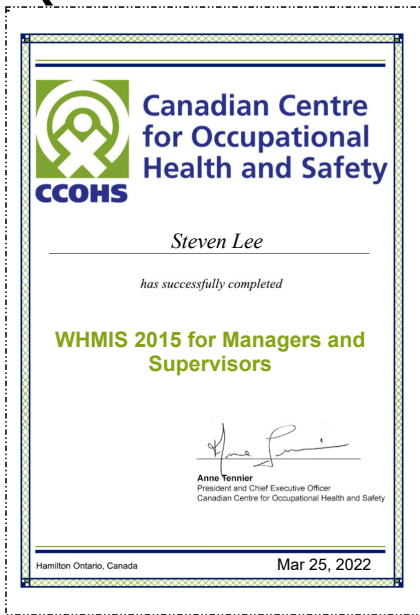 CCOHS
Canadian Centre
for Occupational
Health and Safety
Steven Lee
has successfully completed
WHMIS 2015 for Managers and
Supervisors
Anne Tennier
President and Chief Executive Officer
Canadian Centre for Occupational Health and Safety
Hamilton Ontario, Canada
Mar 25, 2022